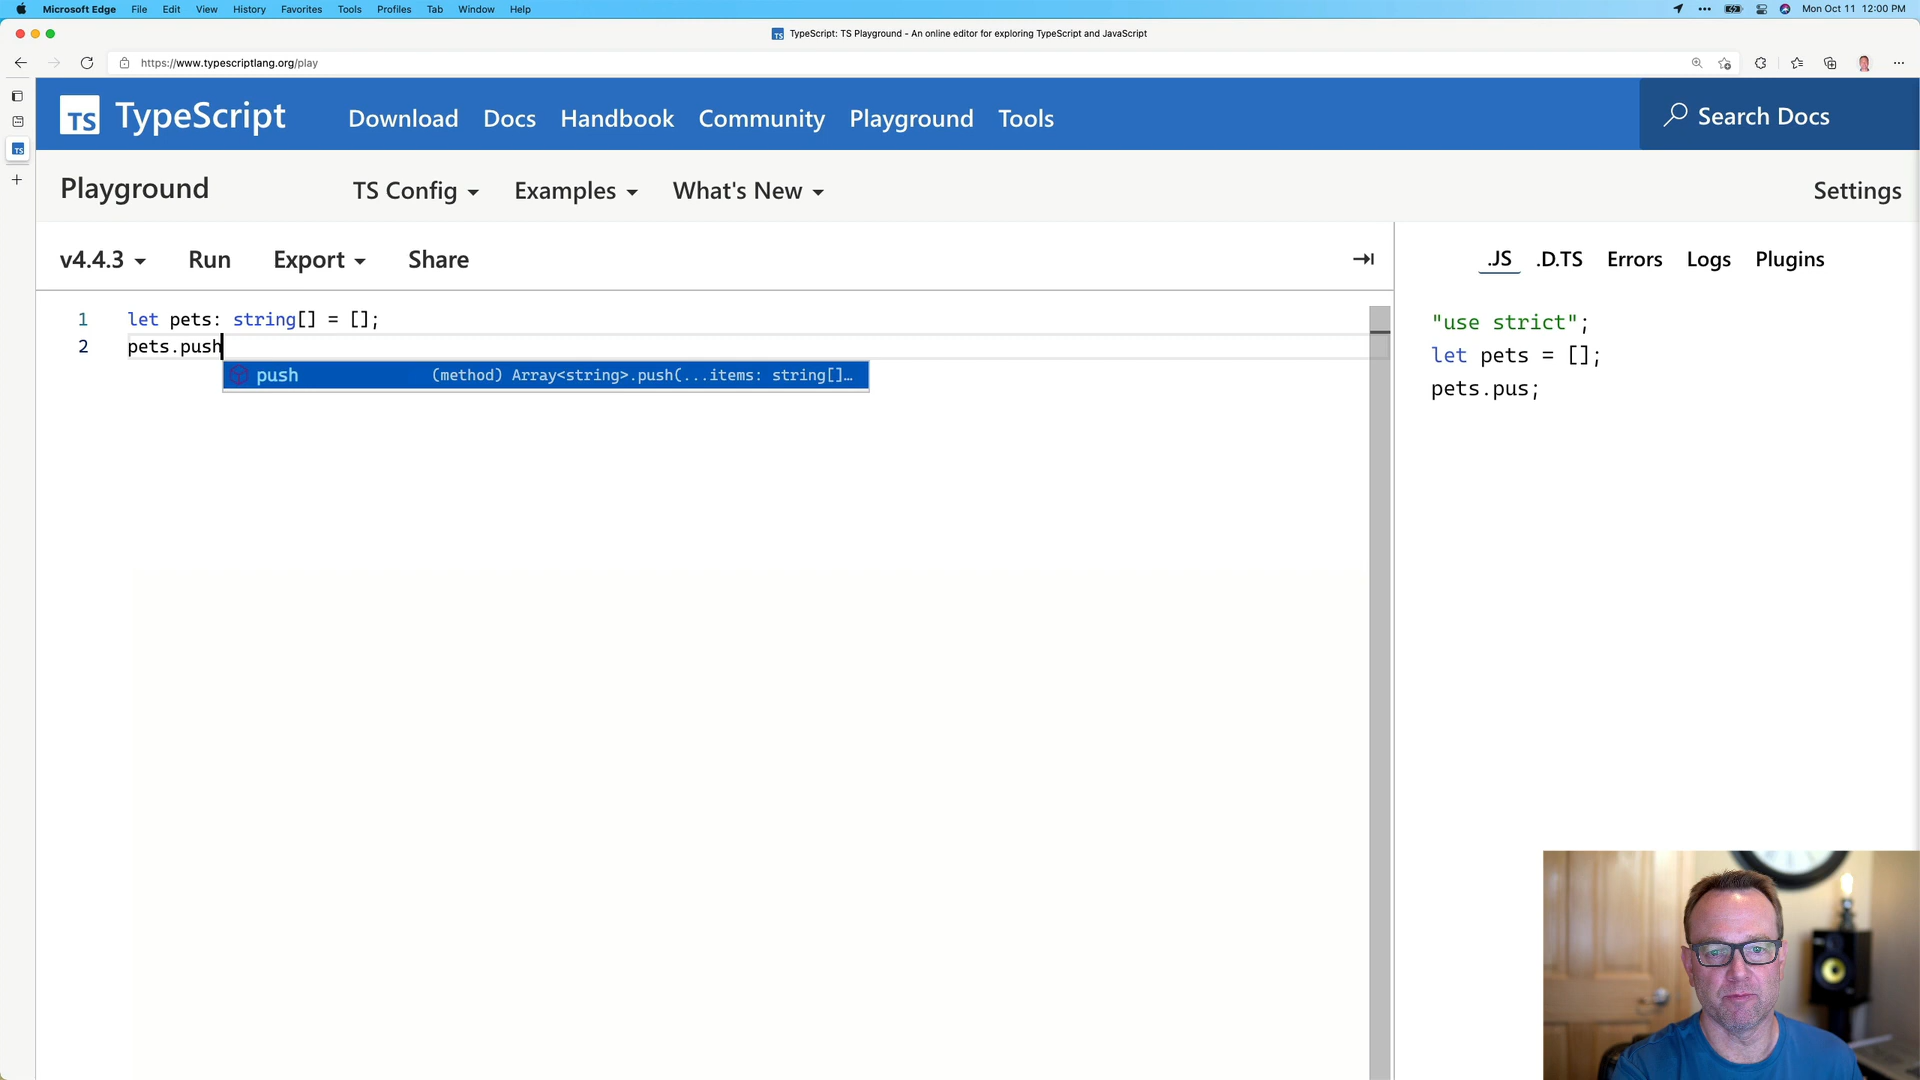 Microsoft Edge File Edit View History Favorites Tools Profiles Tab Window Help Mon Oct 11 12:00 PM
TS TypeScript: TS Playground - An online editor for exploring TypeScript and JavaScript
https://www.typescriptlang.org/play
TS TypeScript Download Docs Handbook Community Playground Tools Search Docs
TS
Playground TS Config Examples What's New Settings
v4.4.3 Run Export Share .JS .D.TS Errors Logs Plugins
1 let pets: string[] = [];
2 pets.push
push (method) Array<string>.push(...items: string[]…
"use strict";
let pets = [];
pets.pus;